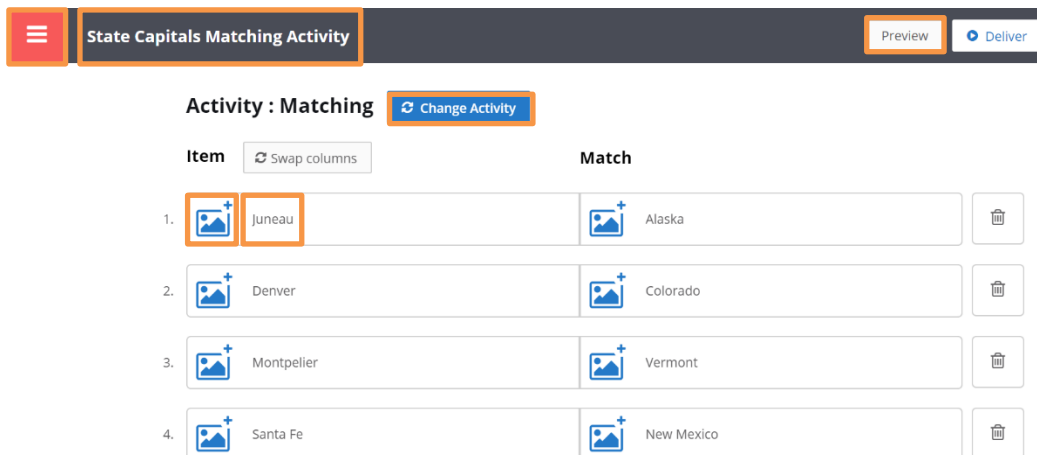 State Capitals Matching Activity Preview Deliver
Activity : Matching Change Activity
Item Swap columns Match
1. Juneau Alaska
2. Denver Colorado
3. Montpelier Vermont
4. Santa Fe New Mexico